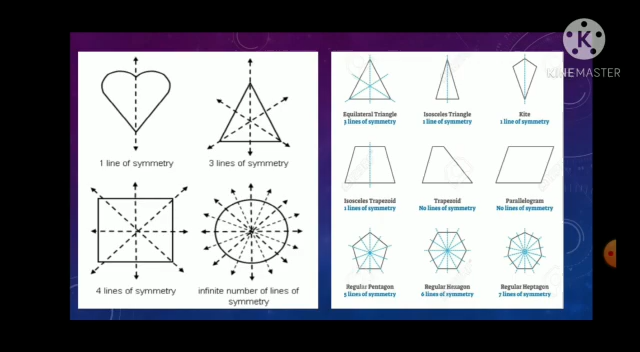 K
KINEMASTER
1 line of symmetry
3 lines of symmetry
4 lines of symmetry
infinite number of lines of
symmetry
Equilateral Triangle
3 lines of symmetry
Isosceles Triangle
1 line of symmetry
Kite
1 line of symmetry
Isosceles Trapezoid
1 lines of symmetry
Trapezoid
No lines of symmetry
Parallelogram
No lines of symmetry
Regular Pentagon
5 lines of symmetry
Regular Hexagon
6 lines of symmetry
Regular Heptagon
7 lines of symmetry